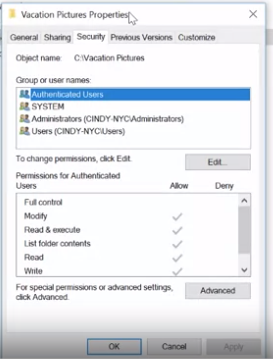 Vacation Pictures Properties
General Sharing Security Previous Versions Customize
Object name: C:\Vacation Pictures
Group or user names:
Authenticated Users
SYSTEM
Administrators (CINDY-NYC\Administrators)
Users (CINDY-NYC\Users)
To change permissions, click Edit.
Edit...
Permissions for Authenticated
Users Allow Deny
Full control
Modify
Read & execute
List folder contents
Read
Write
For special permissions or advanced settings,
click Advanced.
Advanced
OK Cancel Apply